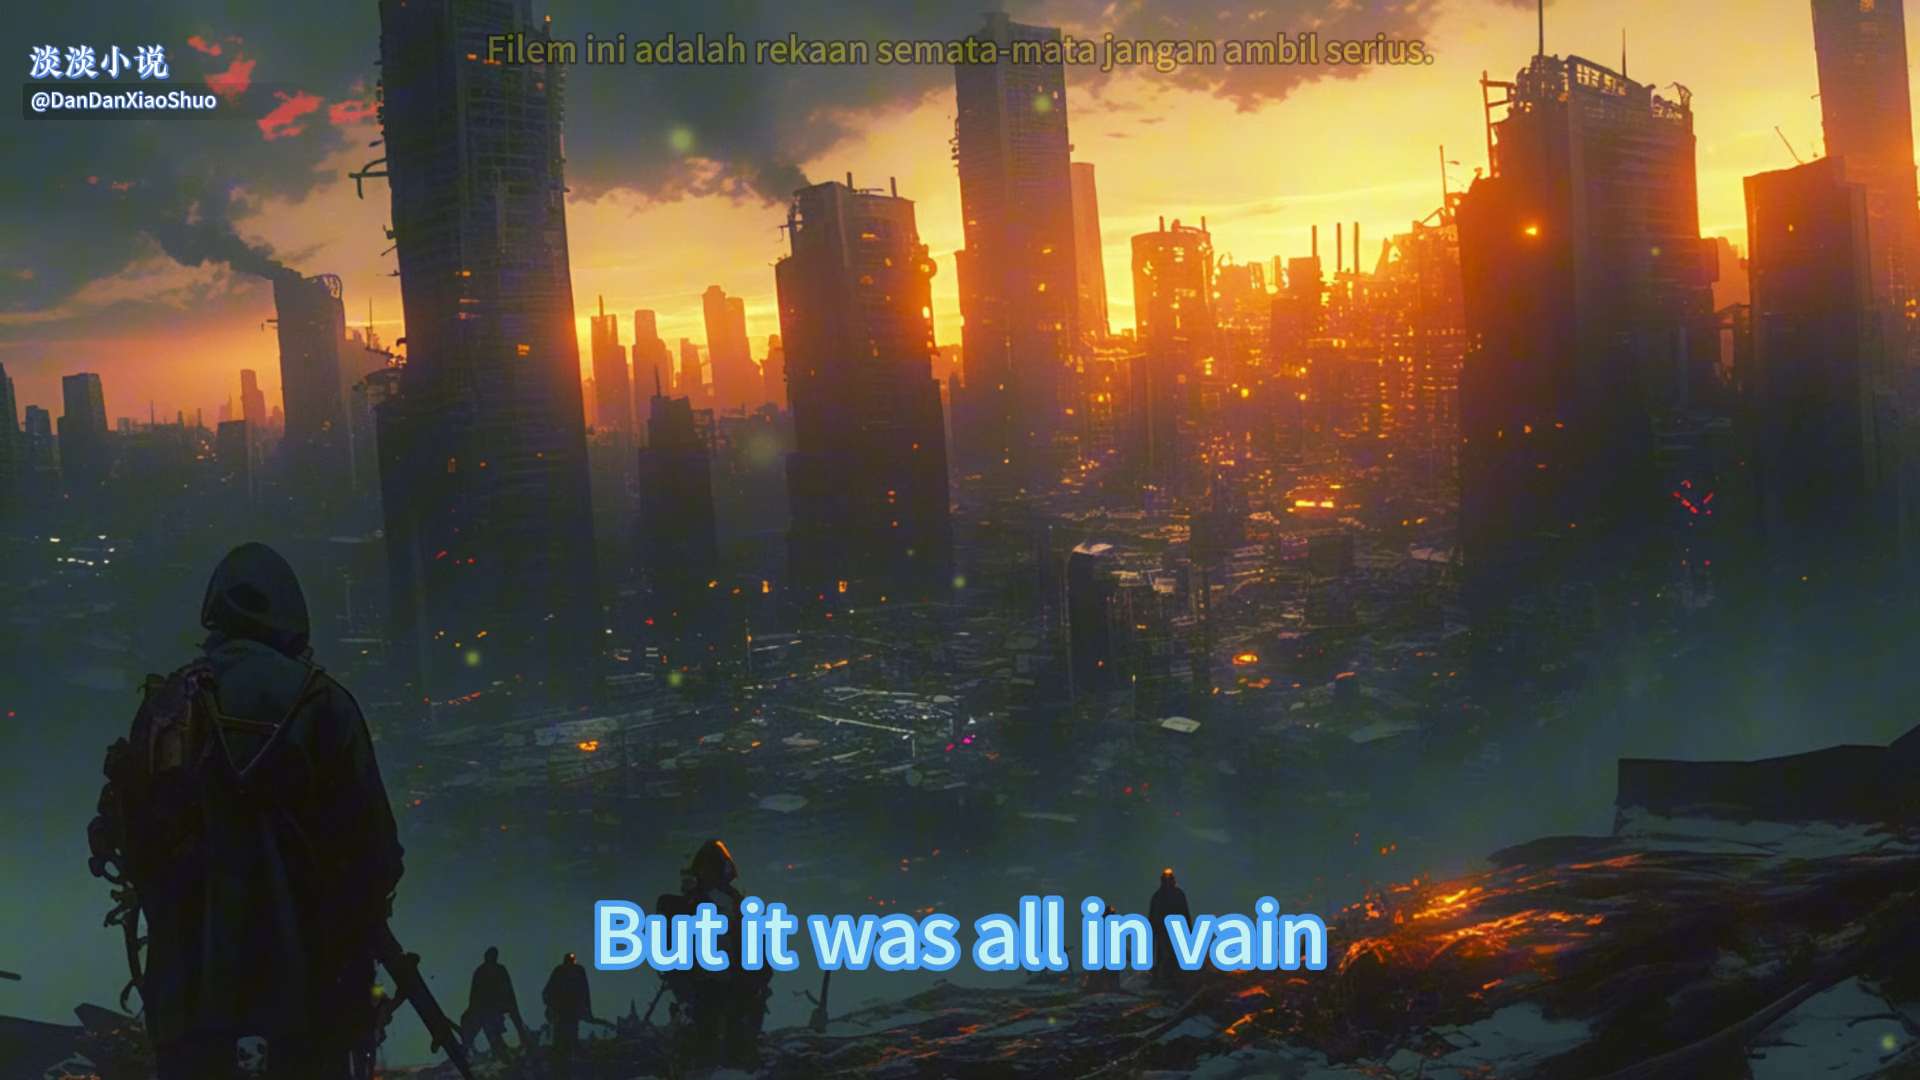 淡淡小说
@DanDanXiaoShuo
Filem ini adalah rekaan semata-mata jangan ambil serius.
But it was all in vain